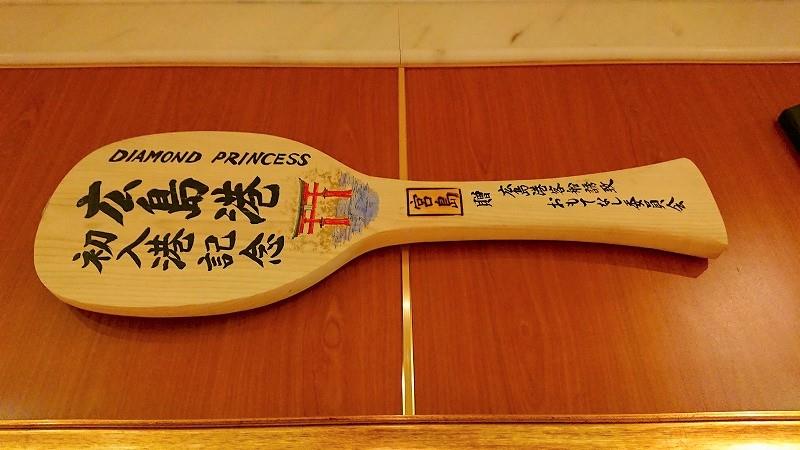 DIAMOND PRINCESS
広島港
初入港記念
宮島
贈
広島港客船誘致
おもてなし委員会